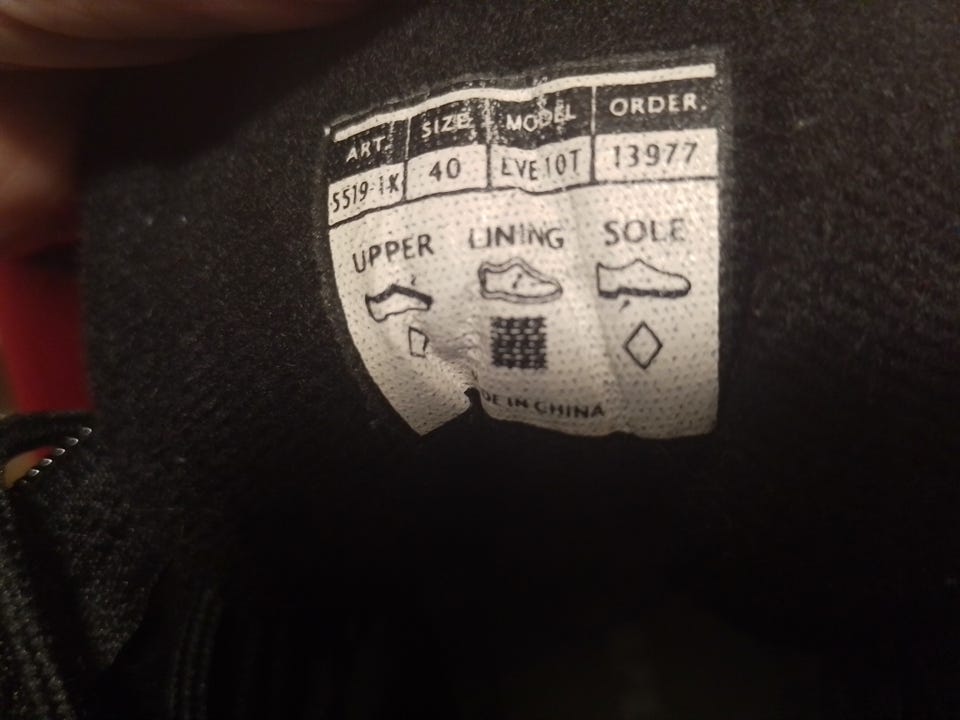 ART. SIZE MODEL ORDER.
5519-1K 40 EVE10T 13977
UPPER LINING SOLE
DE IN CHINA